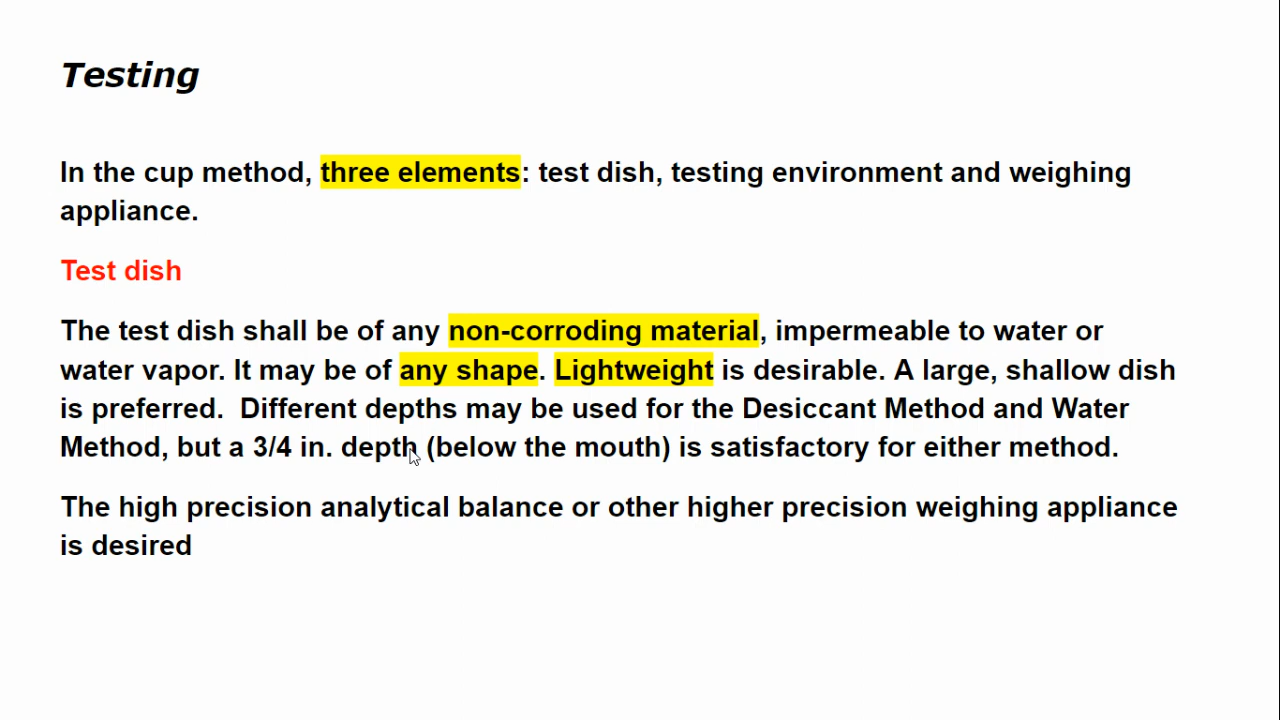 Testing
In the cup method, three elements: test dish, testing environment and weighing
appliance.
Test dish
The test dish shall be of any non-corroding material, impermeable to water or
water vapor. It may be of any shape. Lightweight is desirable. A large, shallow dish
is preferred.  Different depths may be used for the Desiccant Method and Water
Method, but a 3/4 in. depth (below the mouth) is satisfactory for either method.
The high precision analytical balance or other higher precision weighing appliance
is desired